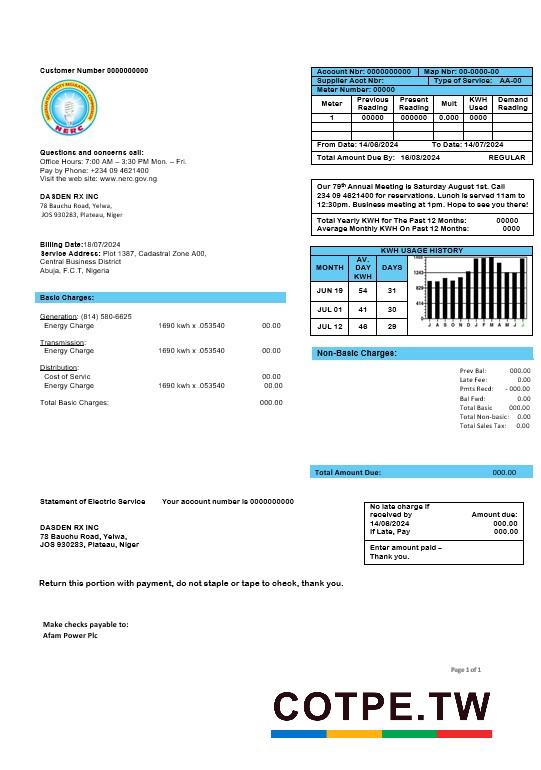 Customer Number 0000000000
NERC
Questions and concerns call:
Office Hours: 7:00 AM – 3:30 PM Mon. – Fri.
Pay by Phone: +234 09 4621400
Visit the web site: www.nerc.gov.ng
DASDEN RX INC
78 Bauchu Road, Yelwa,
JOS 930283, Plateau, Niger
Billing Date:18/07/2024
Service Address: Plot 1387, Cadastral Zone A00,
Central Business District
Abuja, F.C.T, Nigeria
Basic Charges:
Generation: (814) 580-6625
Energy Charge 1690 kwh x .053540 00.00
Transmission:
Energy Charge 1690 kwh x .053540 00.00
Distribution:
Cost of Servic 00.00
Energy Charge 1690 kwh x .053540 00.00
Total Basic Charges: 000.00
Account Nbr: 0000000000 Map Nbr: 00-0000-00
Supplier Acct Nbr: Type of Service: AA-00
Meter Number: 00000
Meter Previous Reading Present Reading Mult KWH Used Demand Reading
1 00000 000000 0.000 0000
From Date: 14/06/2024 To Date: 14/07/2024
Total Amount Due By: 16/03/2024 REGULAR
Our 79th Annual Meeting is Saturday August 1st. Call
234 09 4621400 for reservations. Lunch is served 11am to
12:30pm. Business meeting at 1pm. Hope to see you there!
Total Yearly KWH for The Past 12 Months: 00000
Average Monthly KWH On Past 12 Months: 0000
KWH USAGE HISTORY
MONTH AV. DAY KWH DAYS
JUN 19 54 31
JUL 01 41 30
JUL 12 46 29
J A S O N D J F M A M J J
Non-Basic Charges:
Prev Bal: 000.00
Late Fee: 0.00
Pmts Recd: - 000.00
Bal Fwd: 0.00
Total Basic 000.00
Total Non-basic: 0.00
Total Sales Tax: 0.00
Total Amount Due: 000.00
Statement of Electric Service Your account number is 0000000000
DASDEN RX INC
78 Bauchu Road, Yelwa,
JOS 930283, Plateau, Niger
No late charge if
received by Amount due:
14/08/2024 000.00
If Late, Pay 000.00
Enter amount paid –
Thank you.
Return this portion with payment, do not staple or tape to check, thank you.
Make checks payable to:
Afam Power Plc
Page 1 of 1
COTPE.TW